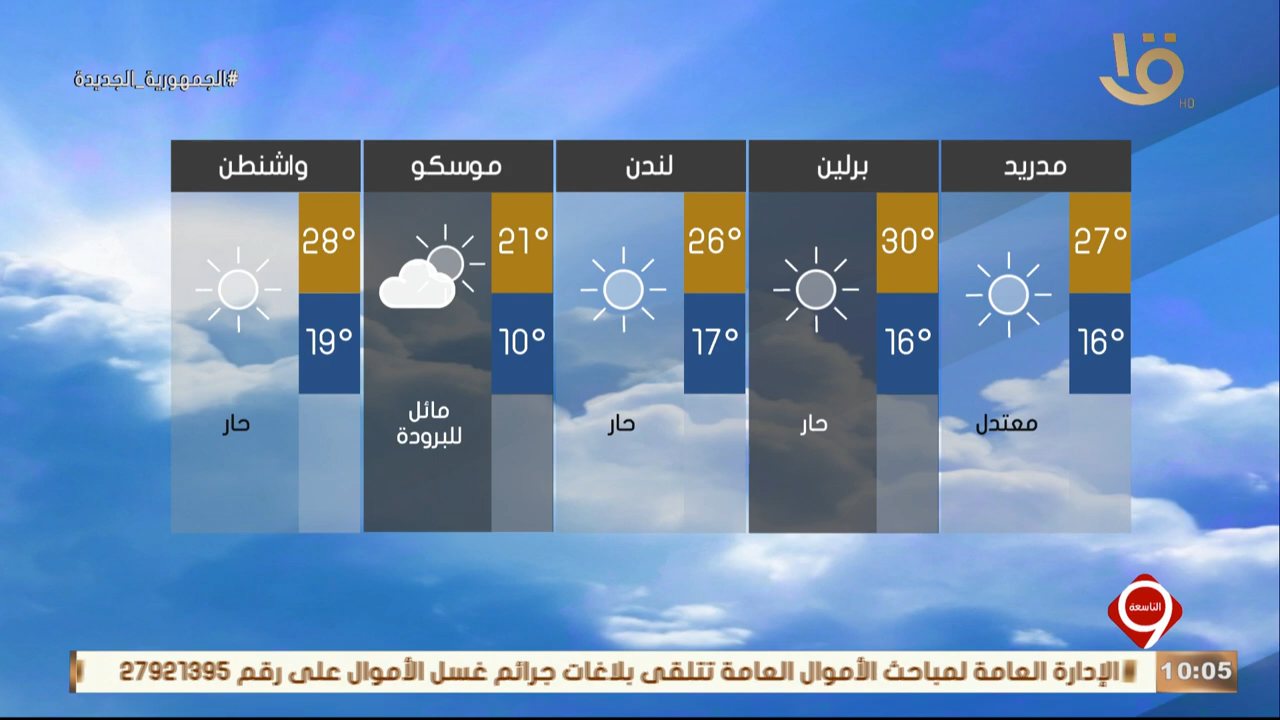 #الجمهورية_الجديدة
HD
مدريد
27°
16°
معتدل
برلين
30°
16°
حار
لندن
26°
17°
حار
موسكو
21°
10°
مائل
للبرودة
واشنطن
28°
19°
حار
التاسعة
9
10:05
الإدارة العامة لمباحث الأموال العامة تتلقى بلاغات جرائم غسل الأموال على رقم 27921395